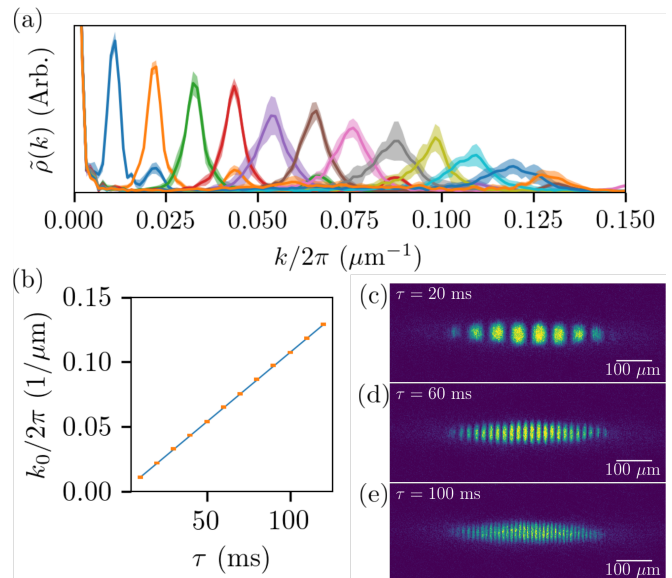 (a)
ρ̃(k) (Arb.)
0.000 0.025 0.050 0.075 0.100 0.125 0.150
k/2π (μm⁻¹)
(b)
k₀/2π (1/μm)
0.15
0.10
0.05
0.00
50 100
τ (ms)
(c)
τ = 20 ms
100 μm
(d)
τ = 60 ms
100 μm
(e)
τ = 100 ms
100 μm